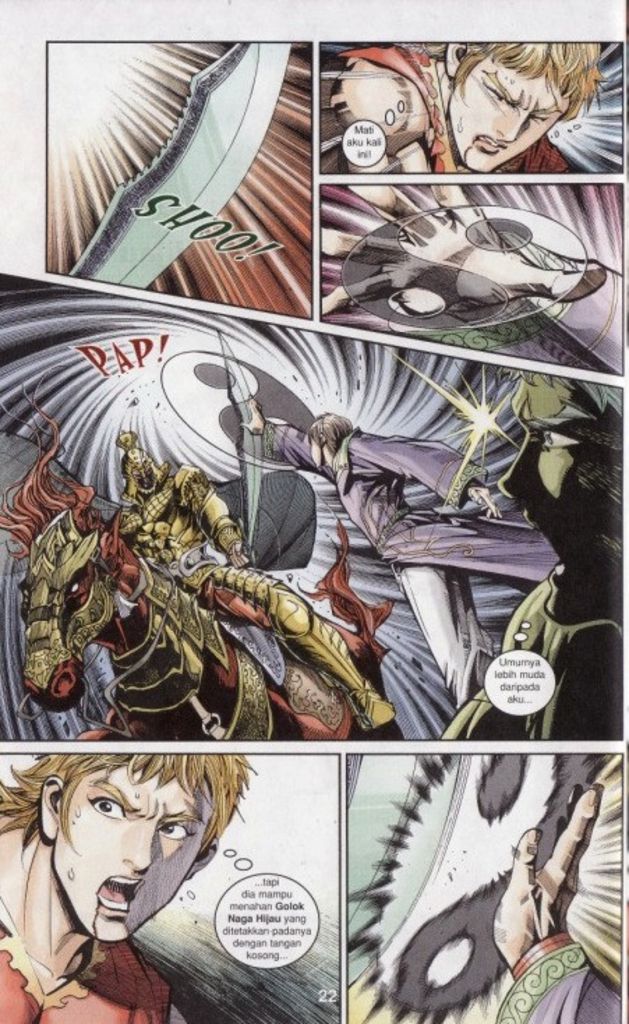 SHOO!
Mati
aku kali
ini!
PAP!
Umurnya
lebih muda
daripada
aku...
...tapi
dia mampu
menahan Golok
Naga Hijau yang
ditetakkan padanya
dengan tangan
kosong...
22